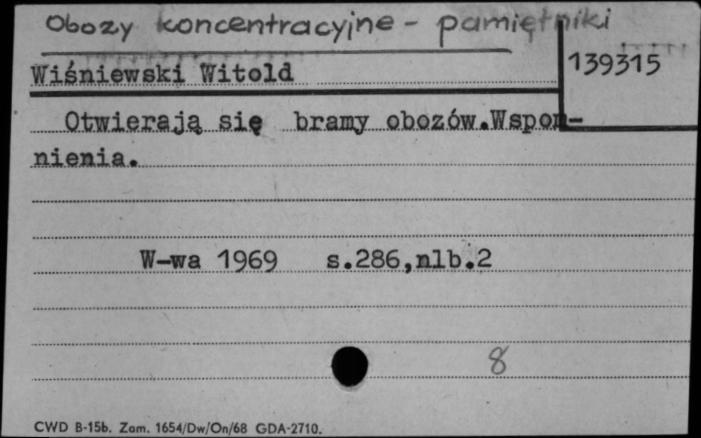 Obozy koncentracyjne - pamiętniki
139315
Wiśniewski Witold
Otwierają się bramy obozów.Wspom-
nienia.
W-wa 1969 s.286,nlb.2
8
CWD B-15b. Zam. 1654/Dw/On/68 GDA-2710.